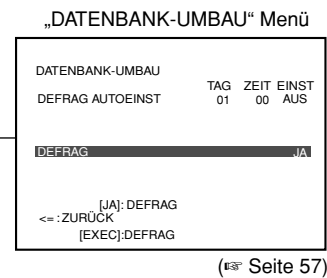 „DATENBANK-UMBAU“ Menü
DATENBANK-UMBAU
TAG ZEIT EINST
DEFRAG AUTOEINST 01 00 AUS
DEFRAG JA
[JA]: DEFRAG
<= :ZURÜCK
[EXEC]:DEFRAG
(☞ Seite 57)